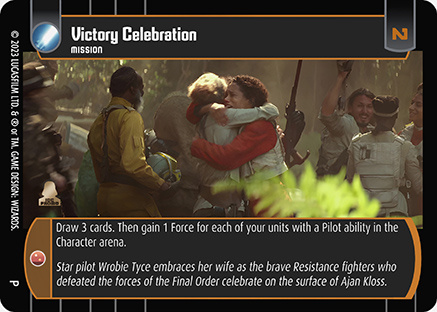 Victory Celebration
MISSION
N
© 2023 LUCASFILM LTD. & ® or TM. GAME DESIGN: WIZARDS.
P
Draw 3 cards. Then gain 1 Force for each of your units with a Pilot ability in the
Character arena.
Star pilot Wrobie Tyce embraces her wife as the brave Resistance fighters who
defeated the forces of the Final Order celebrate on the surface of Ajan Kloss.